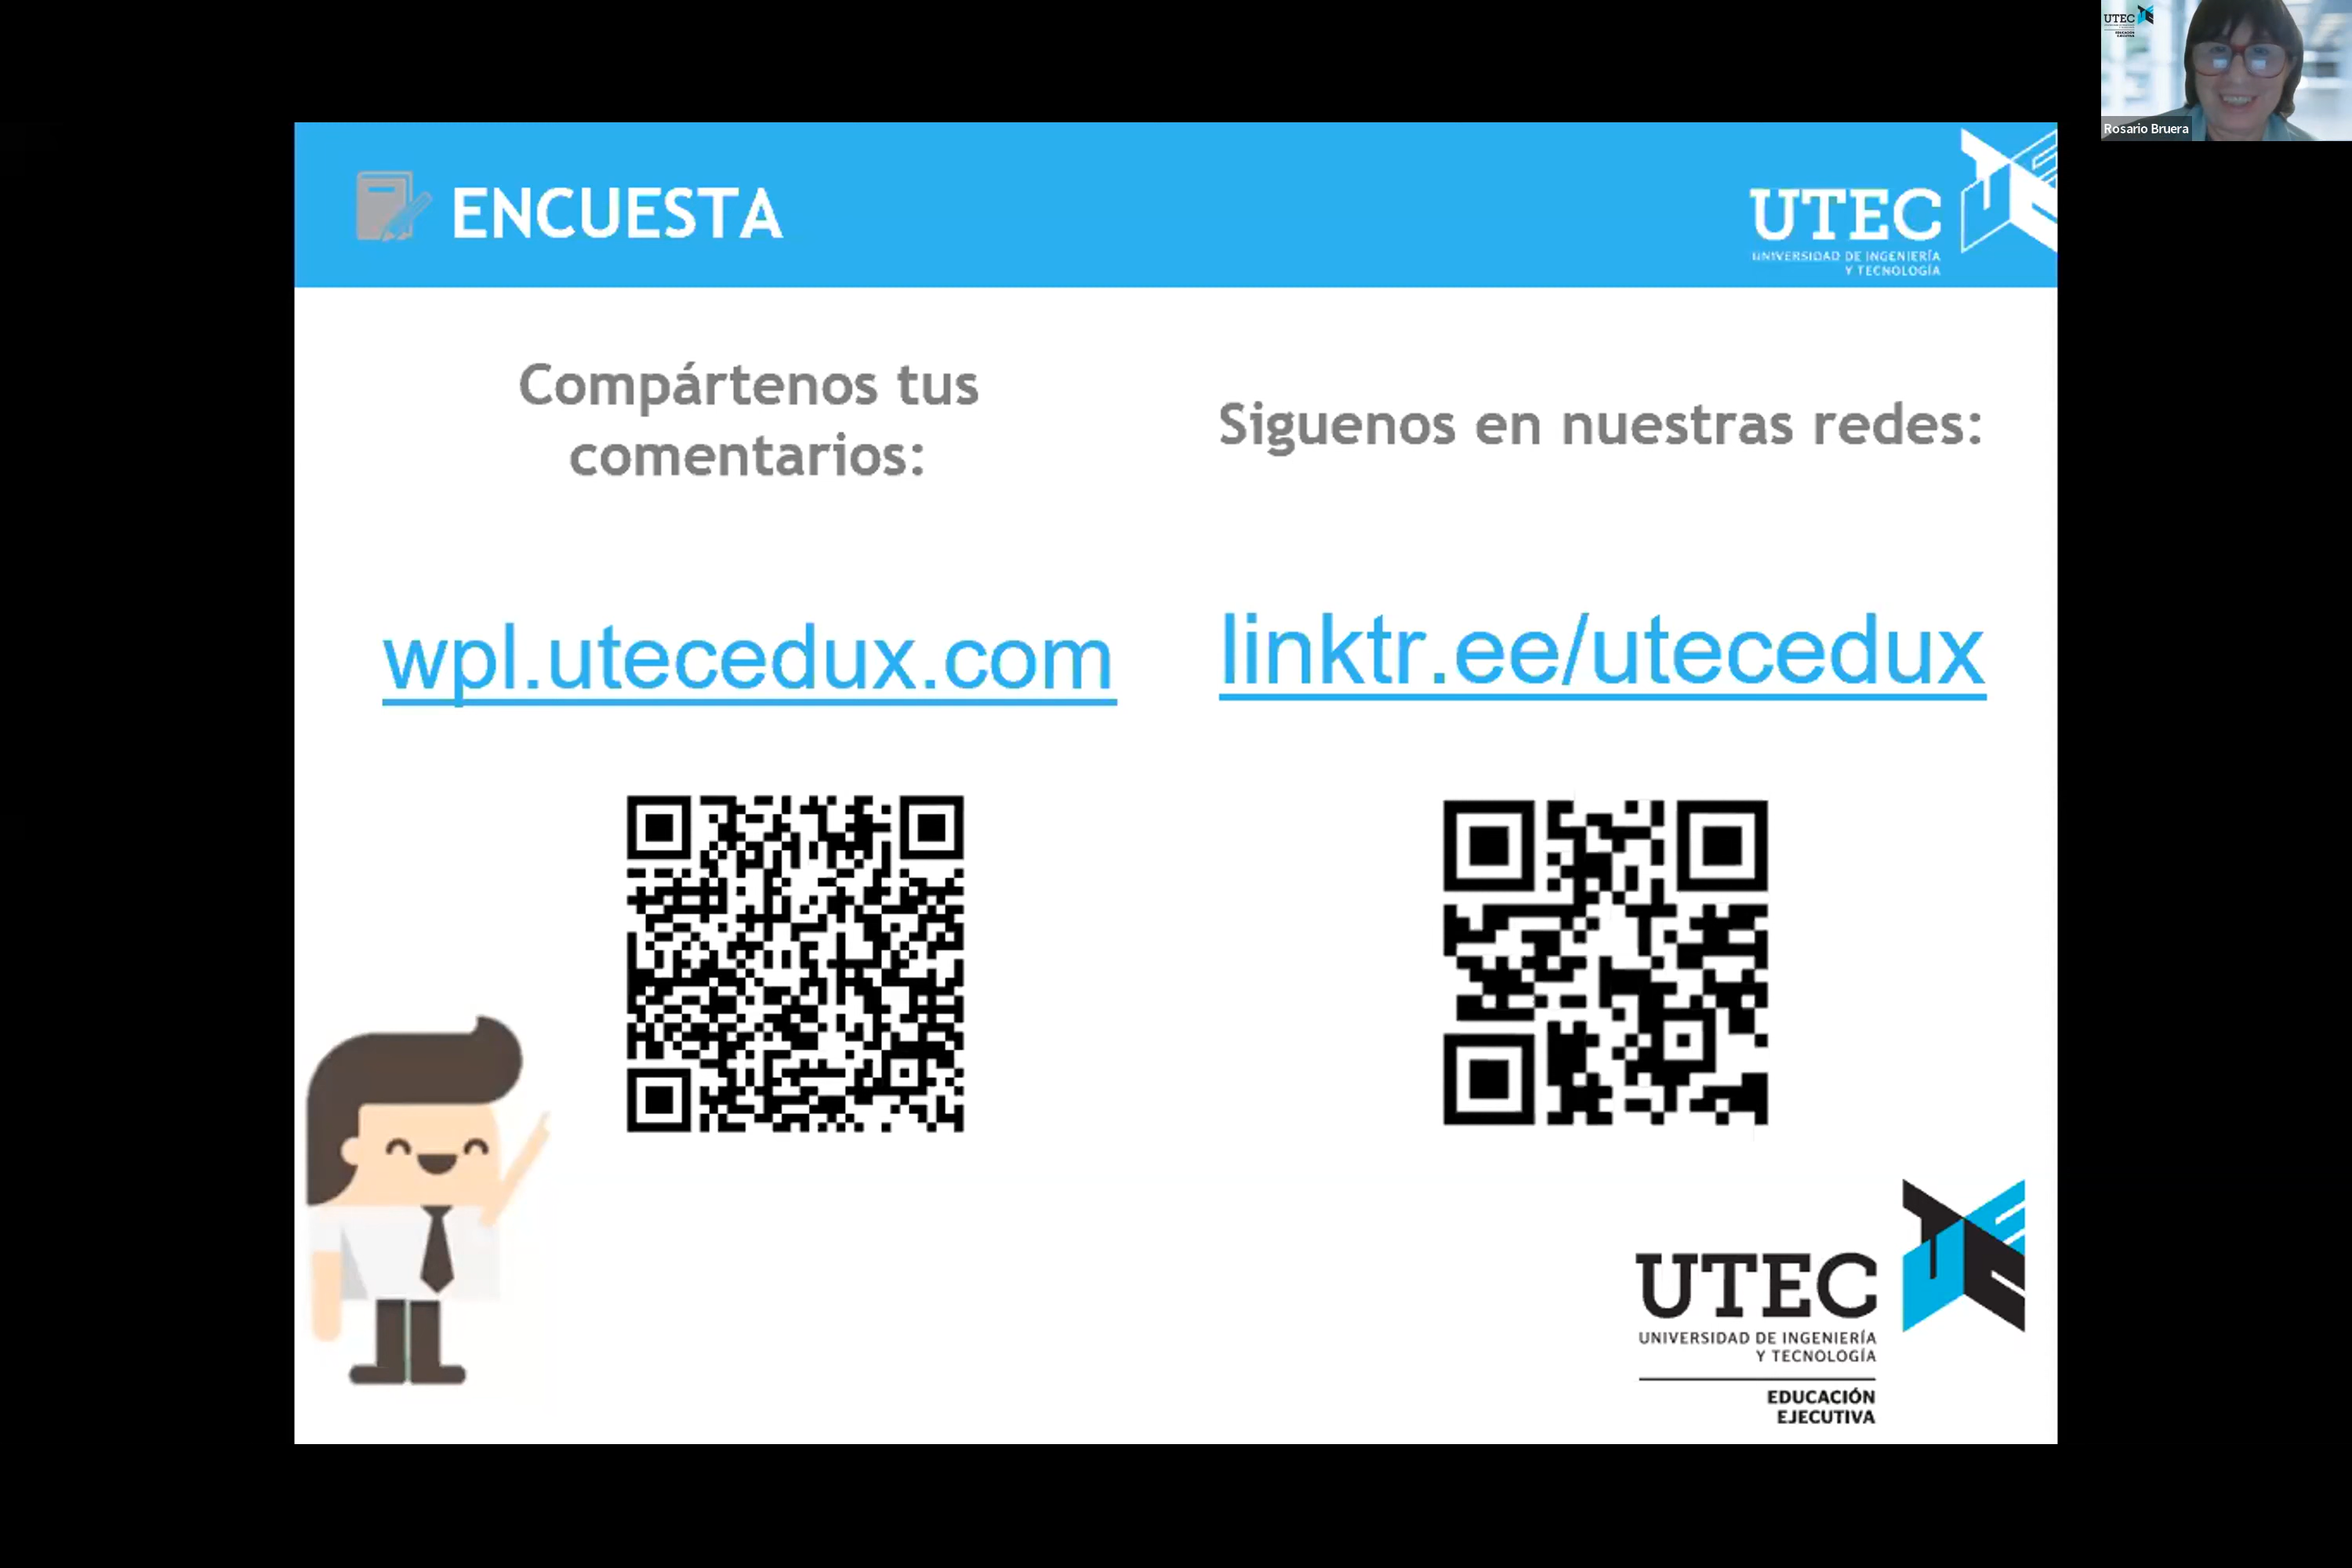 UTEC
Rosario Bruera
ENCUESTA
UTEC
UNIVERSIDAD DE INGENIERÍA
Y TECNOLOGÍA
Compártenos tus
comentarios:
Siguenos en nuestras redes:
wpl.utecedux.com
linktr.ee/utecedux
UTEC
UNIVERSIDAD DE INGENIERÍA
Y TECNOLOGÍA
EDUCACIÓN
EJECUTIVA